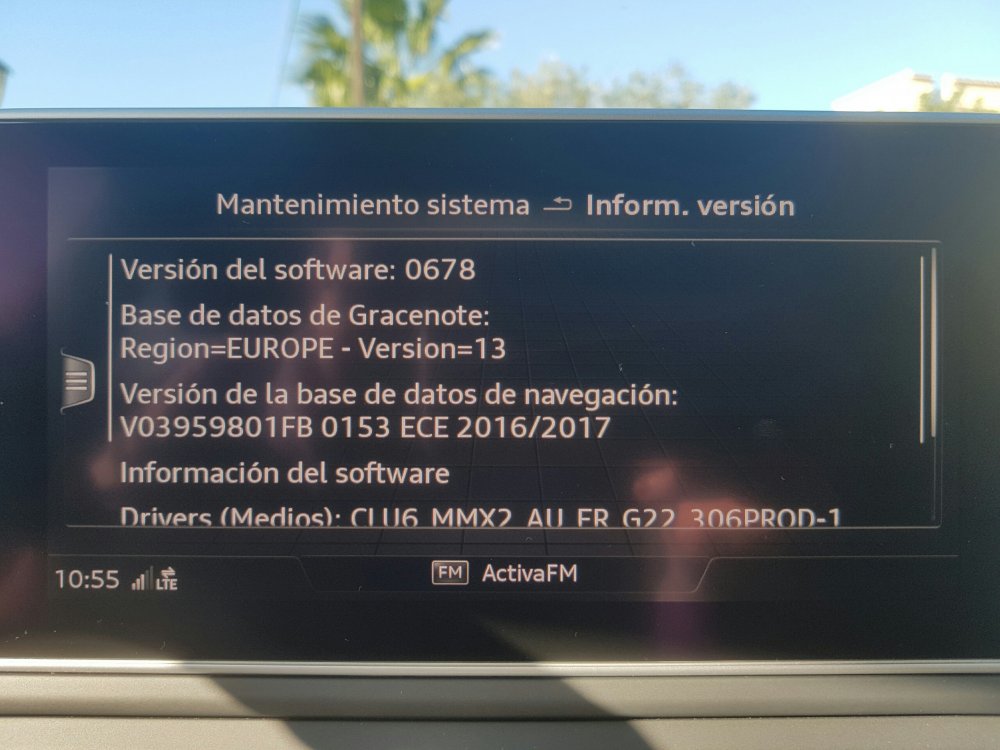 Mantenimiento sistema Inform. versión
Versión del software: 0678
Base de datos de Gracenote:
Region=EUROPE - Version=13
Versión de la base de datos de navegación:
V03959801FB 0153 ECE 2016/2017
Información del software
Drivers (Medios): CLU6_MMX2_AU_ER_G22_306PROD-1
10:55 LTE FM ActivaFM